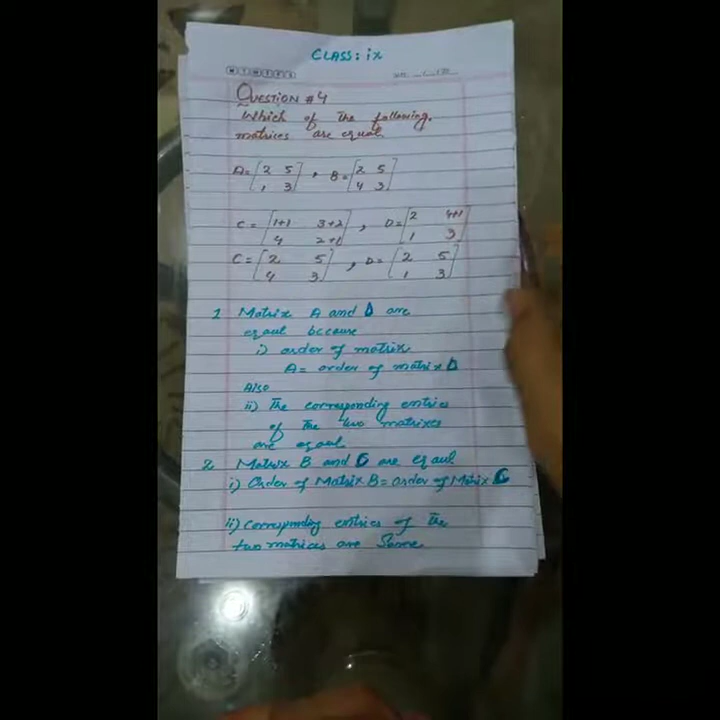 CLASS: ix
M T W T F S S
QUESTION #4
Which of the following.
matrices are equal
A=[2 5 , B=[2 5
1 3] 4 3]
C = [1+1 3+2 , D=[2 4+1
4 2+1] 1 3]
C=[2 5 , D=[2 5
4 3] 1 3]
1 Matrix A and D are
eqaul because
i) order of matrix
A= order of matrix D
Also
ii) The corresponding entries
of the two matrixes
are eqaul
2 Matrix B and C are eqaul
i) Order of Matrix B = order of Matrix C
ii) Corresponding entries of the
two matrices are Same